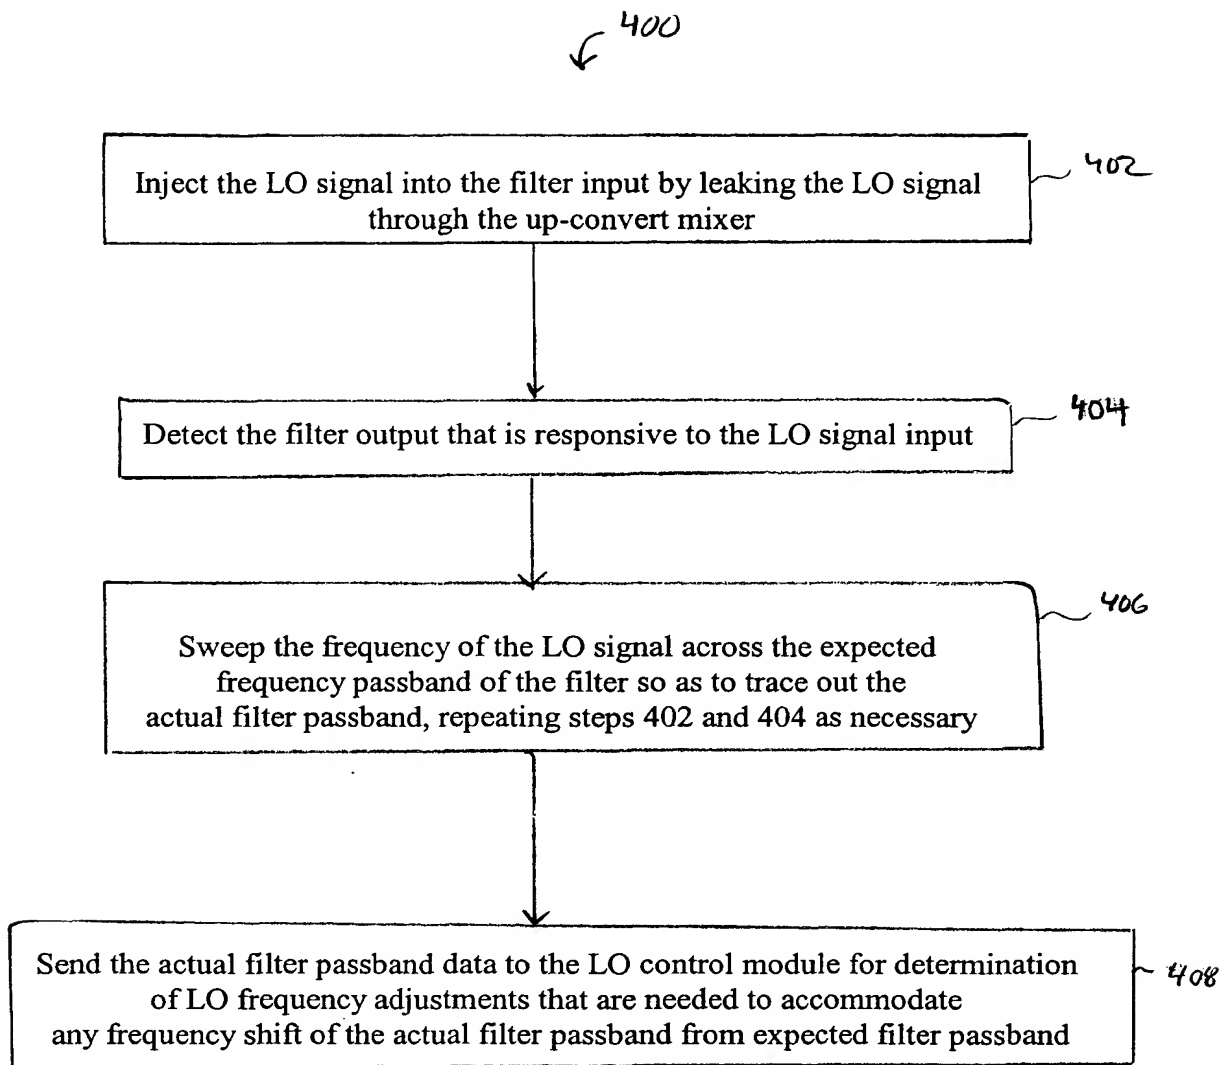 400
Inject the LO signal into the filter input by leaking the LO signal
through the up-convert mixer
402
Detect the filter output that is responsive to the LO signal input
404
Sweep the frequency of the LO signal across the expected
frequency passband of the filter so as to trace out the
actual filter passband, repeating steps 402 and 404 as necessary
406
Send the actual filter passband data to the LO control module for determination
of LO frequency adjustments that are needed to accommodate
any frequency shift of the actual filter passband from expected filter passband
408